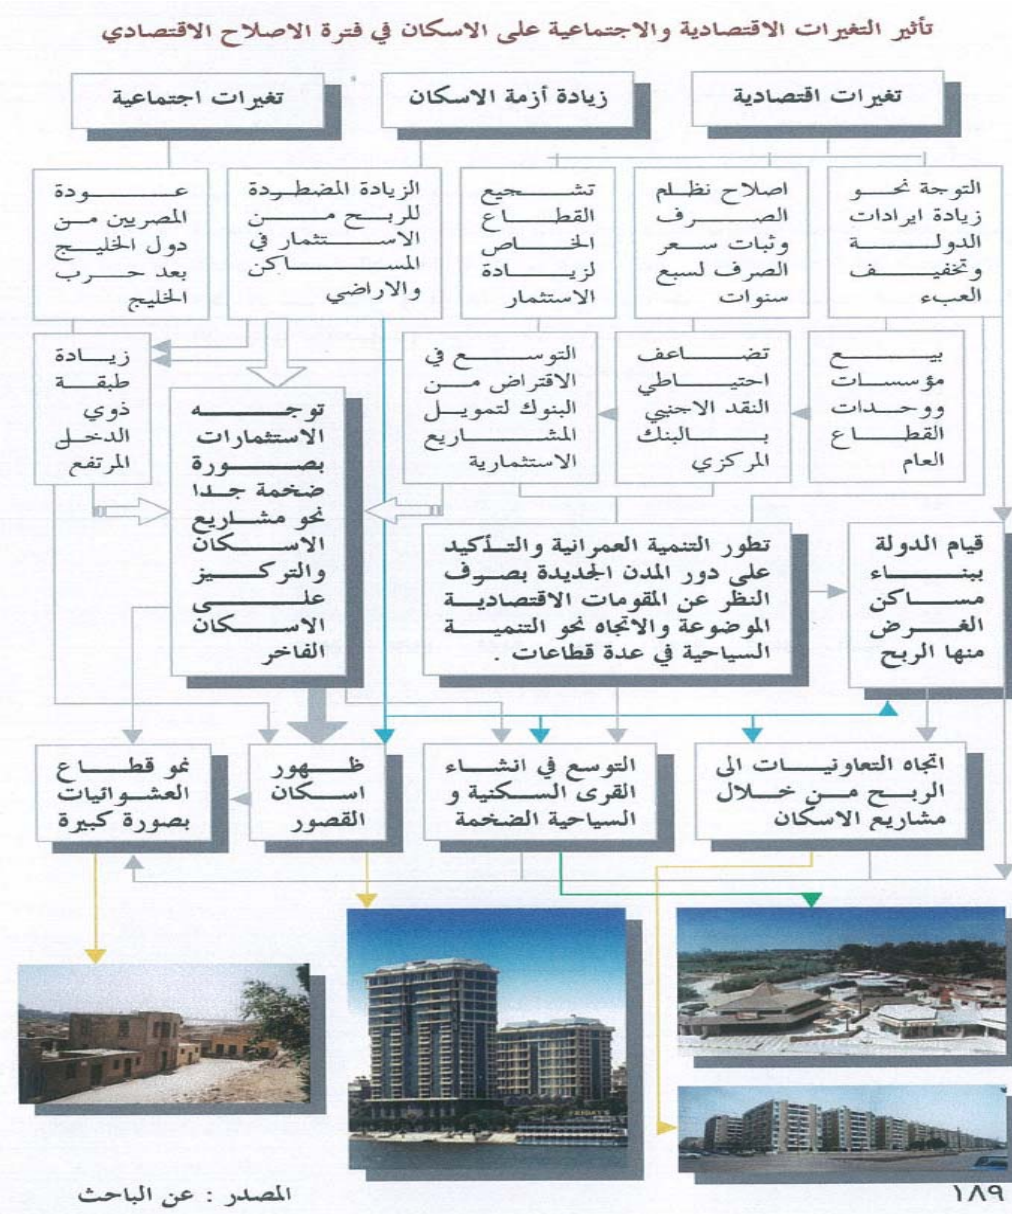 تأثير التغيرات الاقتصادية والاجتماعية على الاسكان في فترة الاصلاح الاقتصادي
تغيرات اقتصادية
زيادة أزمة الاسكان
تغيرات اجتماعية
التوجة نحو
زيادة ايرادات
الدولة
وتخفيف
العبء
اصلاح نظم
الصرف
وثبات سعر
الصرف لسبع
سنوات
تشجيع
القطاع
الخاص
لزيادة
الاستثمار
الزيادة المضطردة
للربح من
الاستثمار في
المساكن
والاراضي
عودة
المصريين من
دول الخليج
بعد حرب
الخليج
بيع
مؤسسات
ووحدات
القطاع
العام
تضاعف
احتياطي
النقد الاجنبي
بالبنك
المركزي
التوسع في
الاقتراض من
البنوك لتمويل
المشاريع
الاستثمارية
توجه
الاستثمارات
بصورة
ضخمة جدا
نحو مشاريع
الاسكان
والتركيز
على
الاسكان
الفاخر
زيادة
طبقة
ذوي
الدخل
المرتفع
قيام الدولة
ببناء
مساكن
الغرض
منها الربح
تطور التنمية العمرانية والتأكيد
على دور المدن الجديدة بصرف
النظر عن المقومات الاقتصادية
الموضوعة والاتجاه نحو التنمية
السياحية في عدة قطاعات .
اتجاه التعاونيات الى
الربح من خلال
مشاريع الاسكان
التوسع في انشاء
القرى السكنية و
السياحية الضخمة
ظهور
اسكان
القصور
نمو قطاع
العشوائيات
بصورة كبيرة
المصدر : عن الباحث
١٨٩